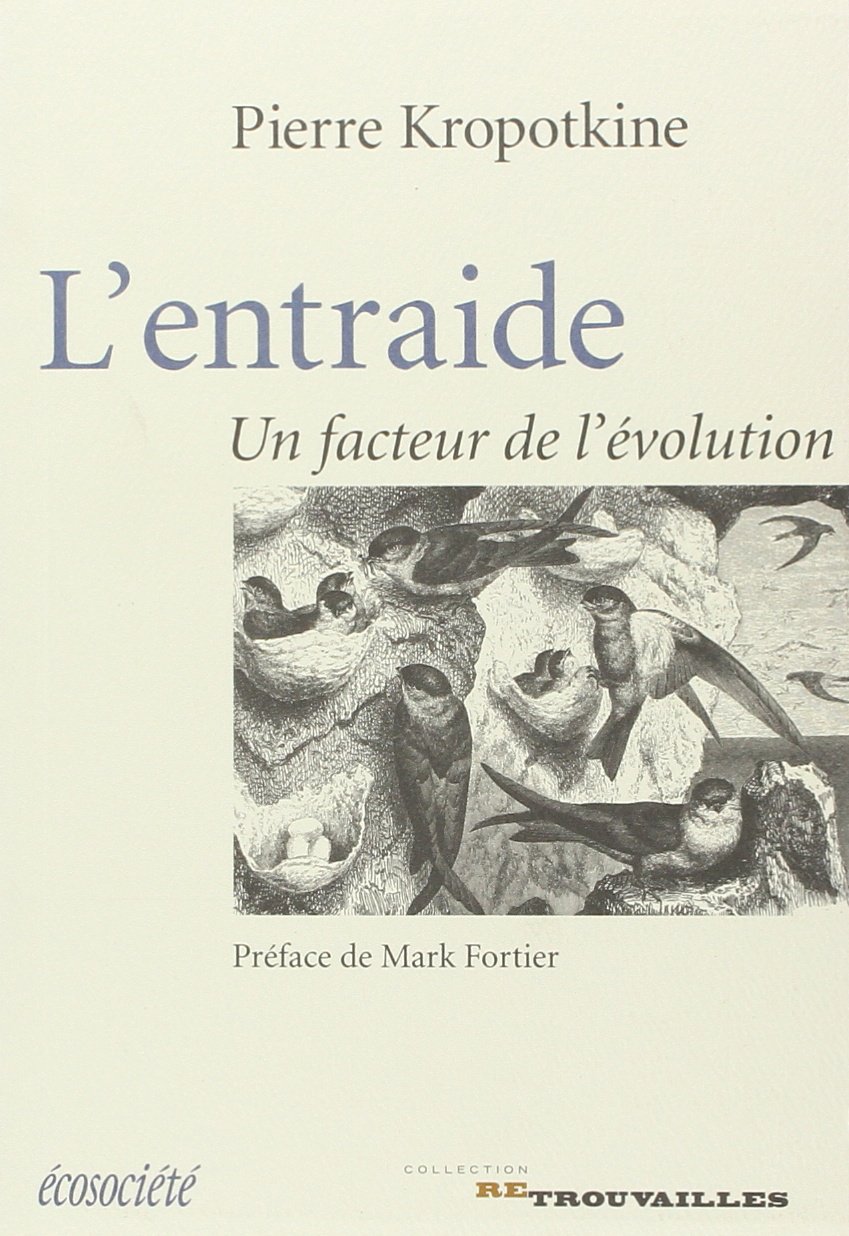 Pierre Kropotkine
L’entraide
Un facteur de l’évolution
Préface de Mark Fortier
écosociété
COLLECTION
RETROUVAILLES